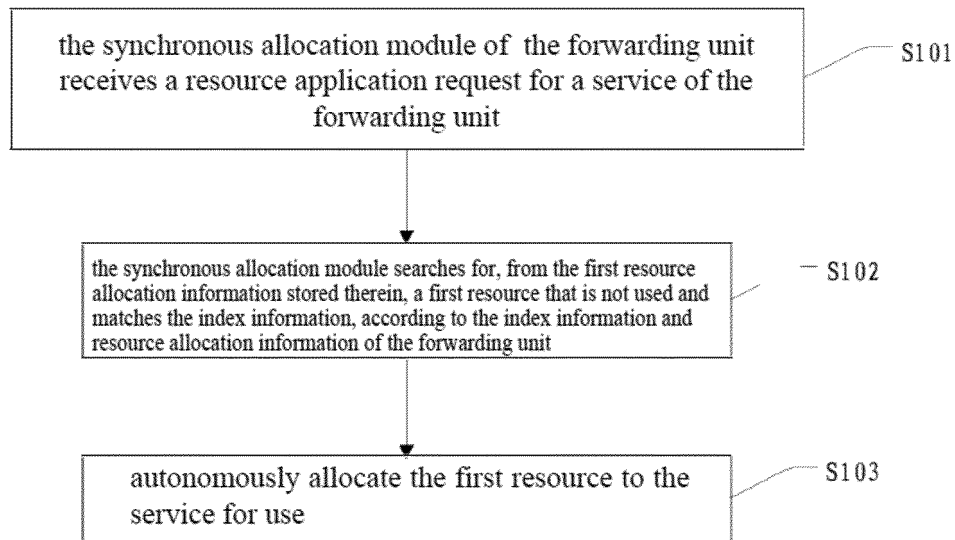 the synchronous allocation module of the forwarding unit
receives a resource application request for a service of the
forwarding unit
S101
the synchronous allocation module searches for, from the first resource
allocation information stored therein, a first resource that is not used and
matches the index information, according to the index information and
resource allocation information of the forwarding unit
S102
autonomously allocate the first resource to the
service for use
S103